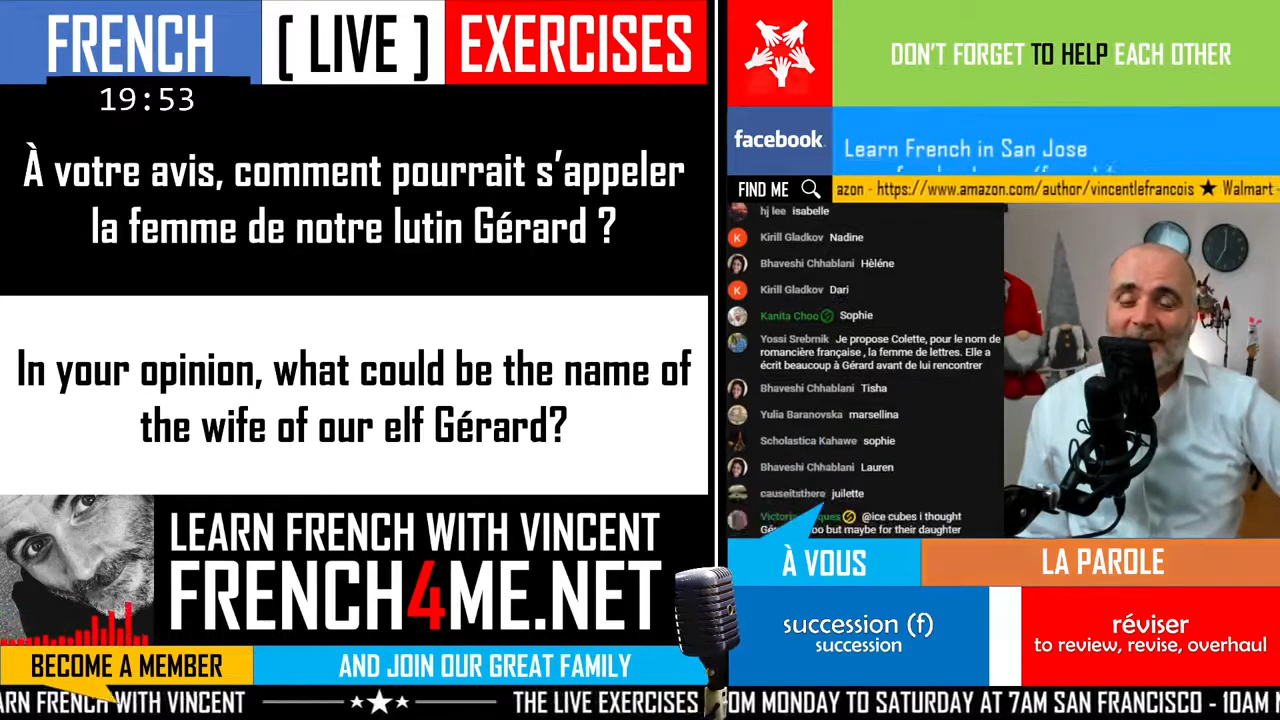 FRENCH [ LIVE ] EXERCISES
19:53
À votre avis, comment pourrait s'appeler
la femme de notre lutin Gérard ?
In your opinion, what could be the name of
the wife of our elf Gérard?
LEARN FRENCH WITH VINCENT
FRENCH4ME.NET
BECOME A MEMBER
AND JOIN OUR GREAT FAMILY
DON'T FORGET TO HELP EACH OTHER
facebook
Learn French in San Jose
FIND ME
azon - https://www.amazon.com/author/vincentlefrancois ★ Walmart -
hj lee isabelle
Kirill Gladkov Nadine
Bhaveshi Chhablani Hèléne
Kirill Gladkov Dari
Kanita Choo Sophie
Yossi Srebrnik Je propose Colette, pour le nom de
romancière française , la femme de lettres. Elle a
écrit beaucoup à Gérard avant de lui rencontrer
Bhaveshi Chhablani Tisha
Yulia Baranovska marsellina
Scholastica Kahawe sophie
Bhaveshi Chhablani Lauren
causeitsthere juilette
@ice cubes i thought
but maybe for their daughter
À VOUS
LA PAROLE
succession (f)
succession
réviser
to review, revise, overhaul
ARN FRENCH WITH VINCENT ★ THE LIVE EXERCISES OM MONDAY TO SATURDAY AT 7AM SAN FRANCISCO - 10AM